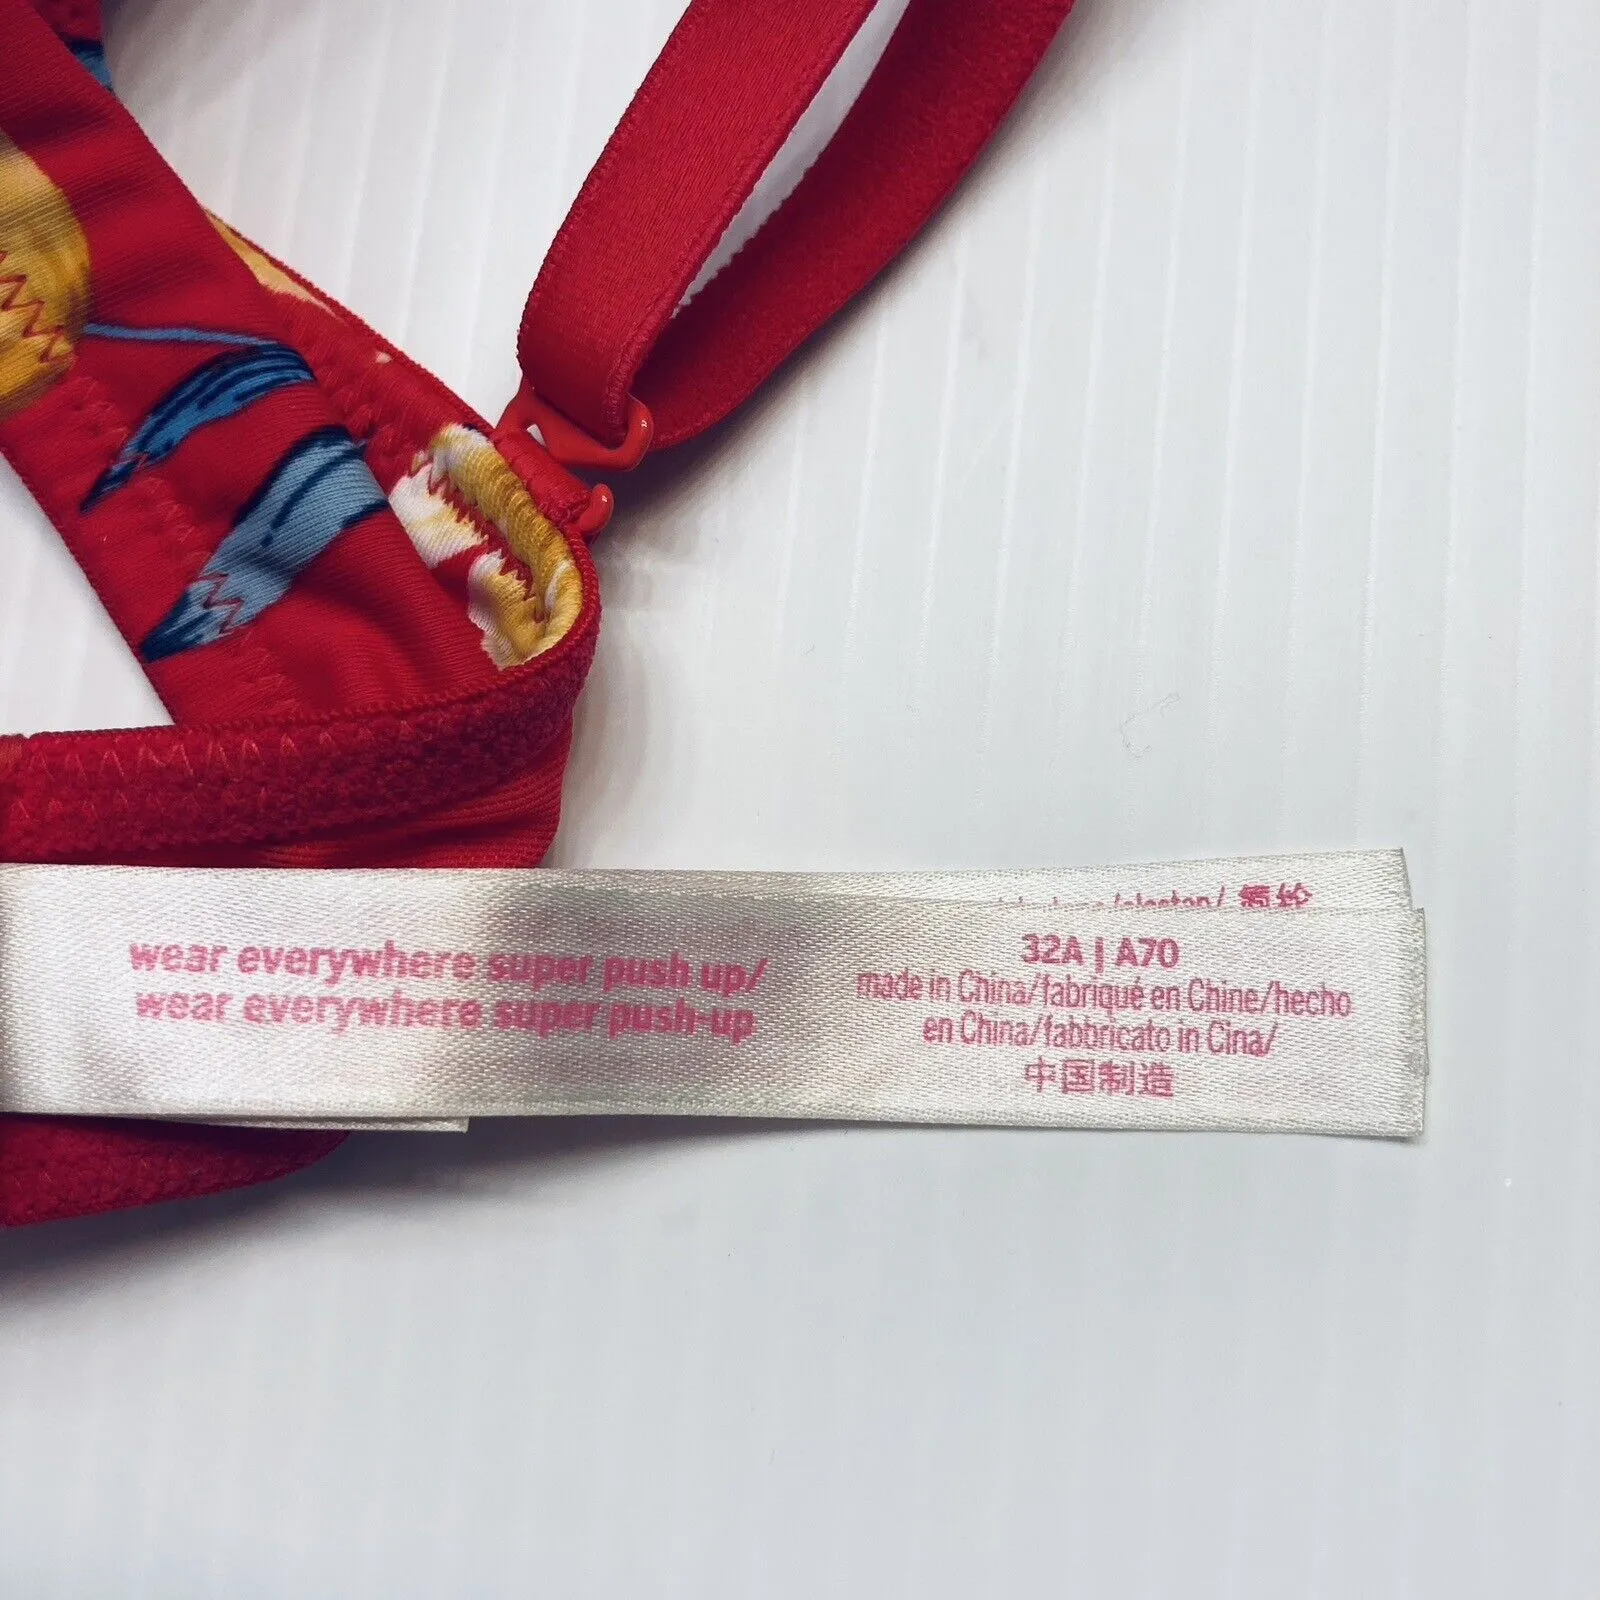 wear everywhere super push up/
wear everywhere super push-up
/elastan/
32A | A70
made in China/fabriqué en Chine/hecho
en China/fabbricato in Cina/
中国制造